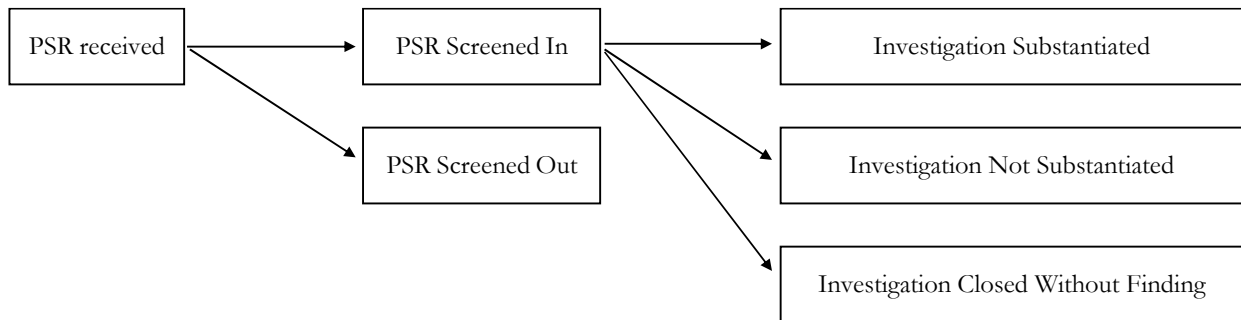 PSR received
PSR Screened In
Investigation Substantiated
PSR Screened Out
Investigation Not Substantiated
Investigation Closed Without Finding